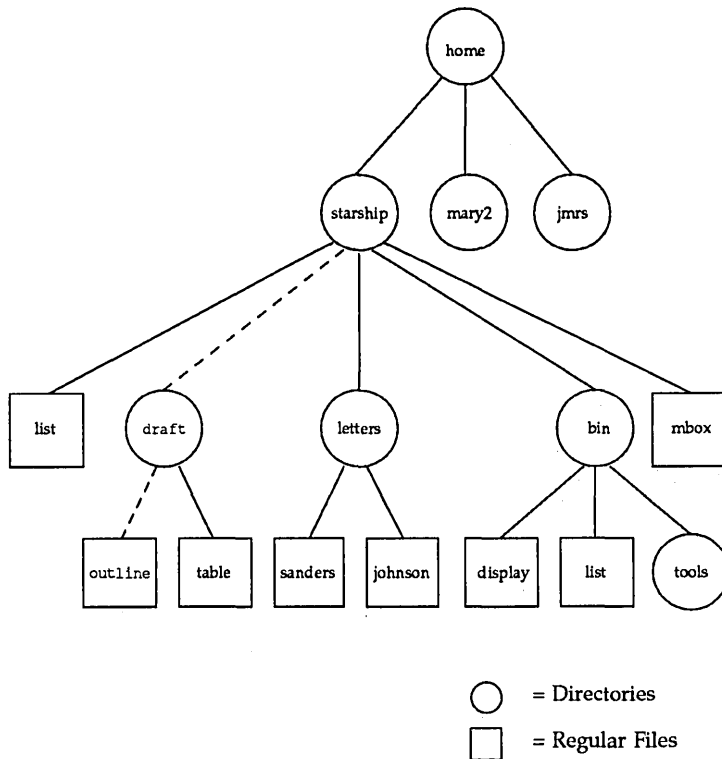 home
starship mary2 jmrs
list draft letters bin mbox
outline table sanders johnson display list tools
= Directories
= Regular Files